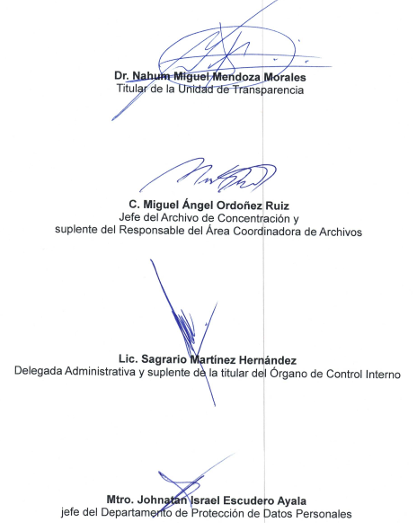 Dr. Nahum Miguel Mendoza Morales
Titular de la Unidad de Transparencia
C. Miguel Ángel Ordoñez Ruiz
Jefe del Archivo de Concentración y
suplente del Responsable del Área Coordinadora de Archivos
Lic. Sagrario Martínez Hernández
Delegada Administrativa y suplente de la titular del Órgano de Control Interno
Mtro. Johnatan Israel Escudero Ayala
jefe del Departamento de Protección de Datos Personales